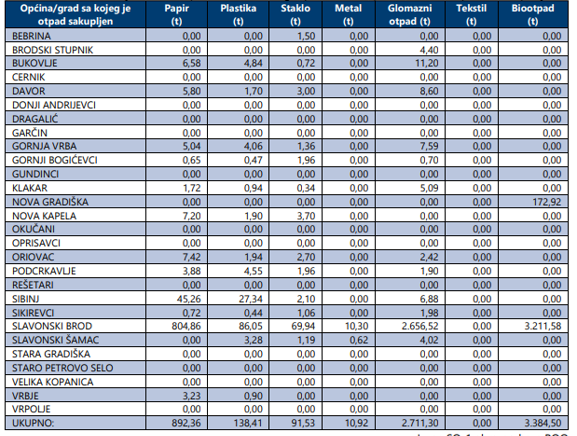 Općina/grad sa kojeg je otpad sakupljen Papir (t) Plastika (t) Staklo (t) Metal (t) Glomazni otpad (t) Tekstil (t) Biootpad (t)
BEBRINA 0,00 0,00 1,50 0,00 0,00 0,00 0,00
BRODSKI STUPNIK 0,00 0,00 0,00 0,00 4,40 0,00 0,00
BUKOVLJE 6,58 4,84 0,72 0,00 11,20 0,00 0,00
CERNIK 0,00 0,00 0,00 0,00 0,00 0,00 0,00
DAVOR 5,80 1,70 3,00 0,00 8,60 0,00 0,00
DONJI ANDRIJEVCI 0,00 0,00 0,00 0,00 0,00 0,00 0,00
DRAGALIĆ 0,00 0,00 0,00 0,00 0,00 0,00 0,00
GARČIN 0,00 0,00 0,00 0,00 0,00 0,00 0,00
GORNJA VRBA 5,04 4,06 1,36 0,00 7,59 0,00 0,00
GORNJI BOGIĆEVCI 0,65 0,47 1,96 0,00 0,70 0,00 0,00
GUNDINCI 0,00 0,00 0,00 0,00 0,00 0,00 0,00
KLAKAR 1,72 0,94 0,34 0,00 5,09 0,00 0,00
NOVA GRADIŠKA 0,00 0,00 0,00 0,00 0,00 0,00 172,92
NOVA KAPELA 7,20 1,90 3,70 0,00 0,00 0,00 0,00
OKUČANI 0,00 0,00 0,00 0,00 0,00 0,00 0,00
OPRISAVCI 0,00 0,00 0,00 0,00 0,00 0,00 0,00
ORIOVAC 7,42 1,94 2,70 0,00 2,42 0,00 0,00
PODCRKAVLJE 3,88 4,55 1,96 0,00 1,90 0,00 0,00
REŠETARI 0,00 0,00 0,00 0,00 0,00 0,00 0,00
SIBINJ 45,26 27,34 2,10 0,00 6,88 0,00 0,00
SIKIREVCI 0,72 0,44 1,06 0,00 1,98 0,00 0,00
SLAVONSKI BROD 804,86 86,05 69,94 10,30 2.656,52 0,00 3.211,58
SLAVONSKI ŠAMAC 0,00 3,28 1,19 0,62 4,02 0,00 0,00
STARA GRADIŠKA 0,00 0,00 0,00 0,00 0,00 0,00 0,00
STARO PETROVO SELO 0,00 0,00 0,00 0,00 0,00 0,00 0,00
VELIKA KOPANICA 0,00 0,00 0,00 0,00 0,00 0,00 0,00
VRBJE 3,23 0,90 0,00 0,00 0,00 0,00 0,00
VRPOLJE 0,00 0,00 0,00 0,00 0,00 0,00 0,00
UKUPNO: 892,36 138,41 91,53 10,92 2.711,30 0,00 3.384,50